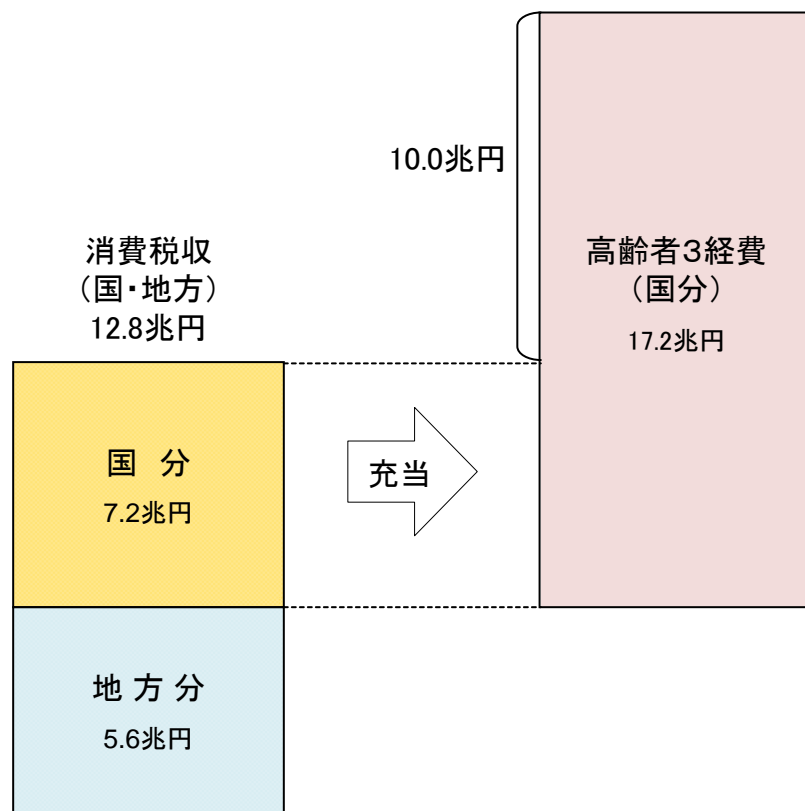 10.0兆円
消費税収
（国・地方）
12.8兆円
高齢者３経費
（国分）
17.2兆円
国 分
7.2兆円
充当
地 方 分
5.6兆円